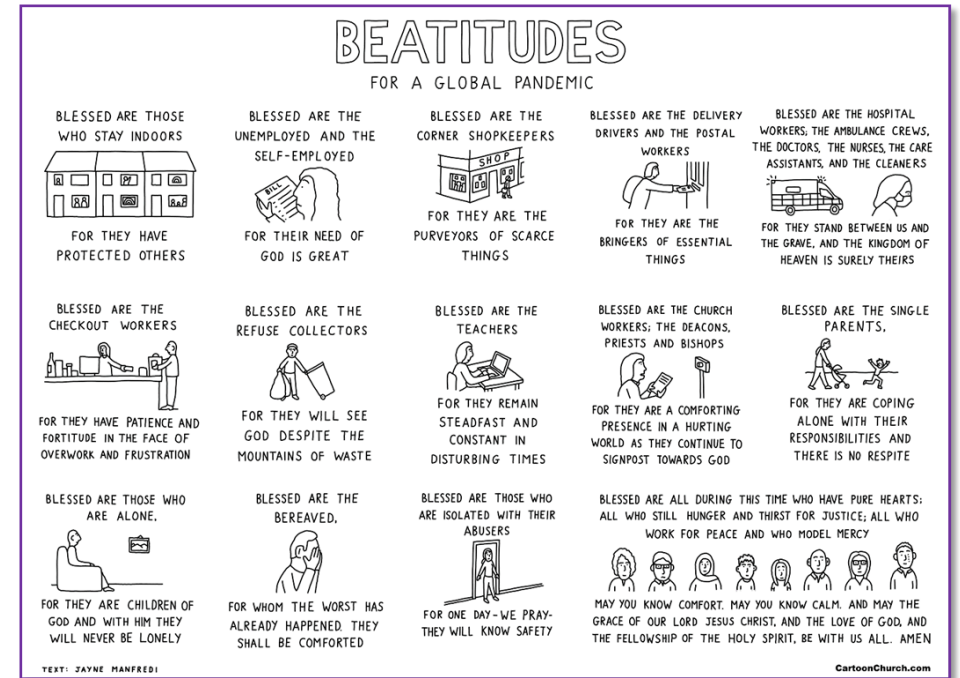 BEATITUDES
FOR A GLOBAL PANDEMIC
BLESSED ARE THOSE
WHO STAY INDOORS
FOR THEY HAVE
PROTECTED OTHERS
BLESSED ARE THE
UNEMPLOYED AND THE
SELF-EMPLOYED
BILL
FOR THEIR NEED OF
GOD IS GREAT
BLESSED ARE THE
CORNER SHOPKEEPERS
SHOP
FOR THEY ARE THE
PURVEYORS OF SCARCE
THINGS
BLESSED ARE THE DELIVERY
DRIVERS AND THE POSTAL
WORKERS
FOR THEY ARE THE
BRINGERS OF ESSENTIAL
THINGS
BLESSED ARE THE HOSPITAL
WORKERS; THE AMBULANCE CREWS,
THE DOCTORS, THE NURSES, THE CARE
ASSISTANTS, AND THE CLEANERS
FOR THEY STAND BETWEEN US AND
THE GRAVE, AND THE KINGDOM OF
HEAVEN IS SURELY THEIRS
BLESSED ARE THE
CHECKOUT WORKERS
FOR THEY HAVE PATIENCE AND
FORTITUDE IN THE FACE OF
OVERWORK AND FRUSTRATION
BLESSED ARE THE
REFUSE COLLECTORS
FOR THEY WILL SEE
GOD DESPITE THE
MOUNTAINS OF WASTE
BLESSED ARE THE
TEACHERS
FOR THEY REMAIN
STEADFAST AND
CONSTANT IN
DISTURBING TIMES
BLESSED ARE THE CHURCH
WORKERS; THE DEACONS,
PRIESTS AND BISHOPS
FOR THEY ARE A COMFORTING
PRESENCE IN A HURTING
WORLD AS THEY CONTINUE TO
SIGNPOST TOWARDS GOD
BLESSED ARE THE SINGLE
PARENTS,
FOR THEY ARE COPING
ALONE WITH THEIR
RESPONSIBILITIES AND
THERE IS NO RESPITE
BLESSED ARE THOSE WHO
ARE ALONE,
FOR THEY ARE CHILDREN OF
GOD AND WITH HIM THEY
WILL NEVER BE LONELY
BLESSED ARE THE
BEREAVED,
FOR WHOM THE WORST HAS
ALREADY HAPPENED. THEY
SHALL BE COMFORTED
BLESSED ARE THOSE WHO
ARE ISOLATED WITH THEIR
ABUSERS
FOR ONE DAY-WE PRAY-
THEY WILL KNOW SAFETY
BLESSED ARE ALL DURING THIS TIME WHO HAVE PURE HEARTS;
ALL WHO STILL HUNGER AND THIRST FOR JUSTICE; ALL WHO
WORK FOR PEACE AND WHO MODEL MERCY
MAY YOU KNOW COMFORT. MAY YOU KNOW CALM. AND MAY THE
GRACE OF OUR LORD JESUS CHRIST, AND THE LOVE OF GOD, AND
THE FELLOWSHIP OF THE HOLY SPIRIT, BE WITH US ALL. AMEN
TEXT: JAYNE MANFREDI
CartoonChurch.com